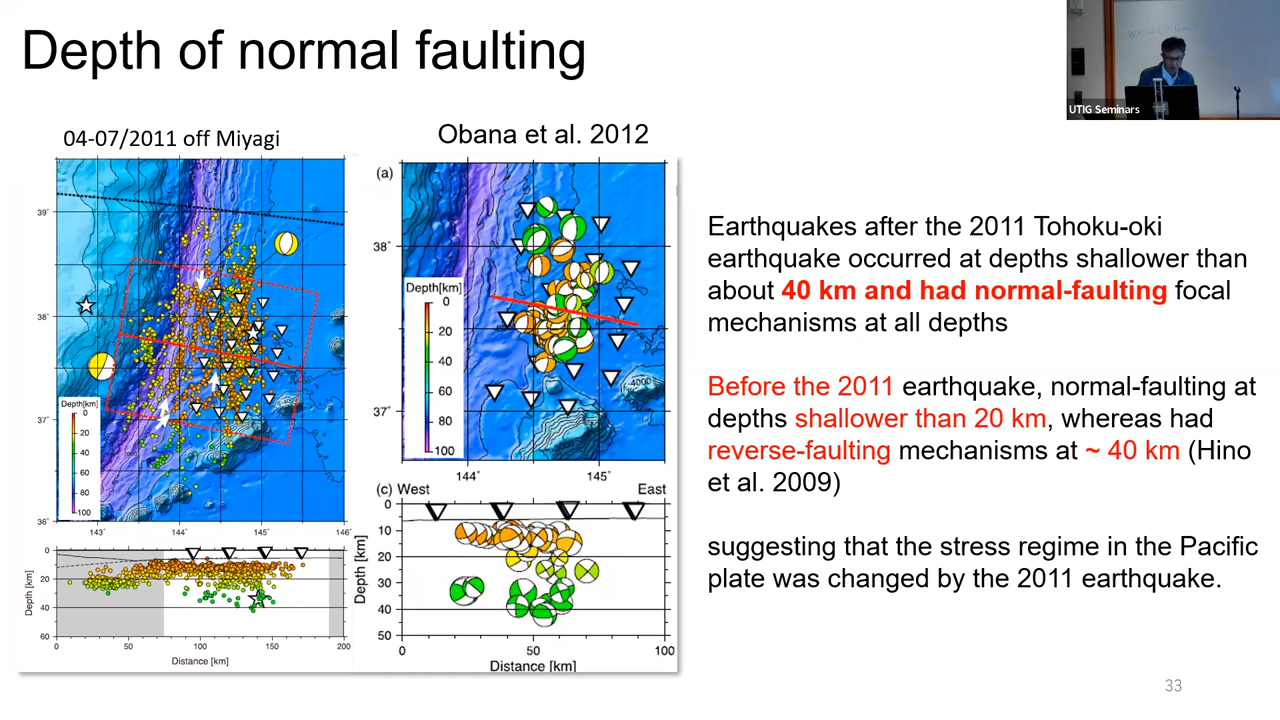 Depth of normal faulting
UTIG Seminars
04-07/2011 off Miyagi
Obana et al. 2012
39˚
38˚
37˚
36˚
143˚
144˚
145˚
146˚
Depth[km]
0
20
40
60
80
100
0
20
40
60
Depth [km]
0
50
100
150
200
Distance [km]
(a)
38˚
37˚
144˚
145˚
Depth[km]
0
20
40
60
80
100
-4000
(c) West
East
10
20
30
40
50
Depth [km]
0
50
100
Distance [km]
Earthquakes after the 2011 Tohoku-oki
earthquake occurred at depths shallower than
about 40 km and had normal-faulting focal
mechanisms at all depths
Before the 2011 earthquake, normal-faulting at
depths shallower than 20 km, whereas had
reverse-faulting mechanisms at ~ 40 km (Hino
et al. 2009)
suggesting that the stress regime in the Pacific
plate was changed by the 2011 earthquake.
33